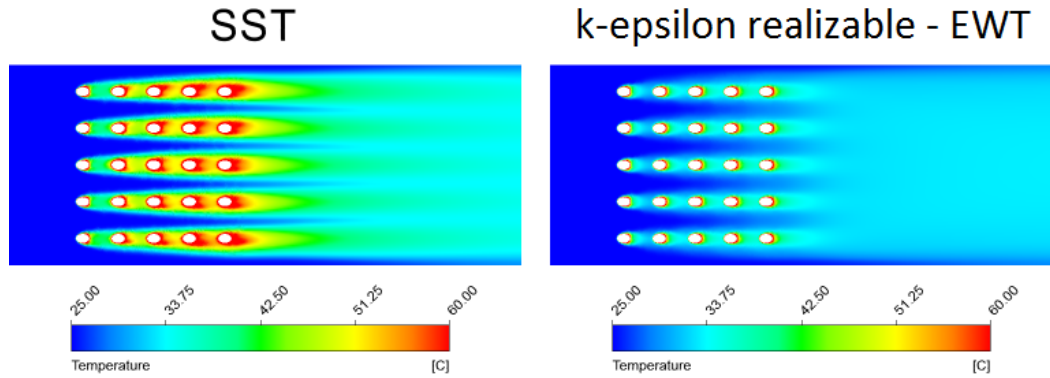 SST
k-epsilon realizable - EWT
25.00 33.75 42.50 51.25 60.00
Temperature [C]
25.00 33.75 42.50 51.25 60.00
Temperature [C]